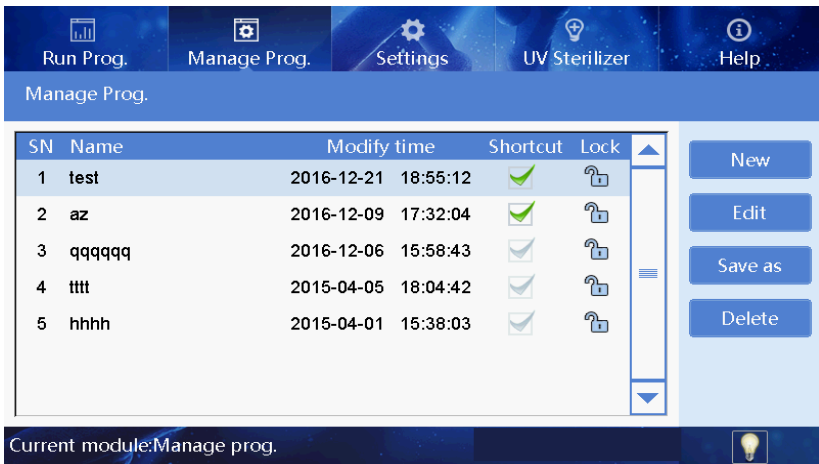 Run Prog. Manage Prog. Settings UV Sterilizer Help
Manage Prog.
SN Name Modify time Shortcut Lock
1 test 2016-12-21 18:55:12
2 az 2016-12-09 17:32:04
3 qqqqqq 2016-12-06 15:58:43
4 tttt 2015-04-05 18:04:42
5 hhhh 2015-04-01 15:38:03
New
Edit
Save as
Delete
Current module:Manage prog.